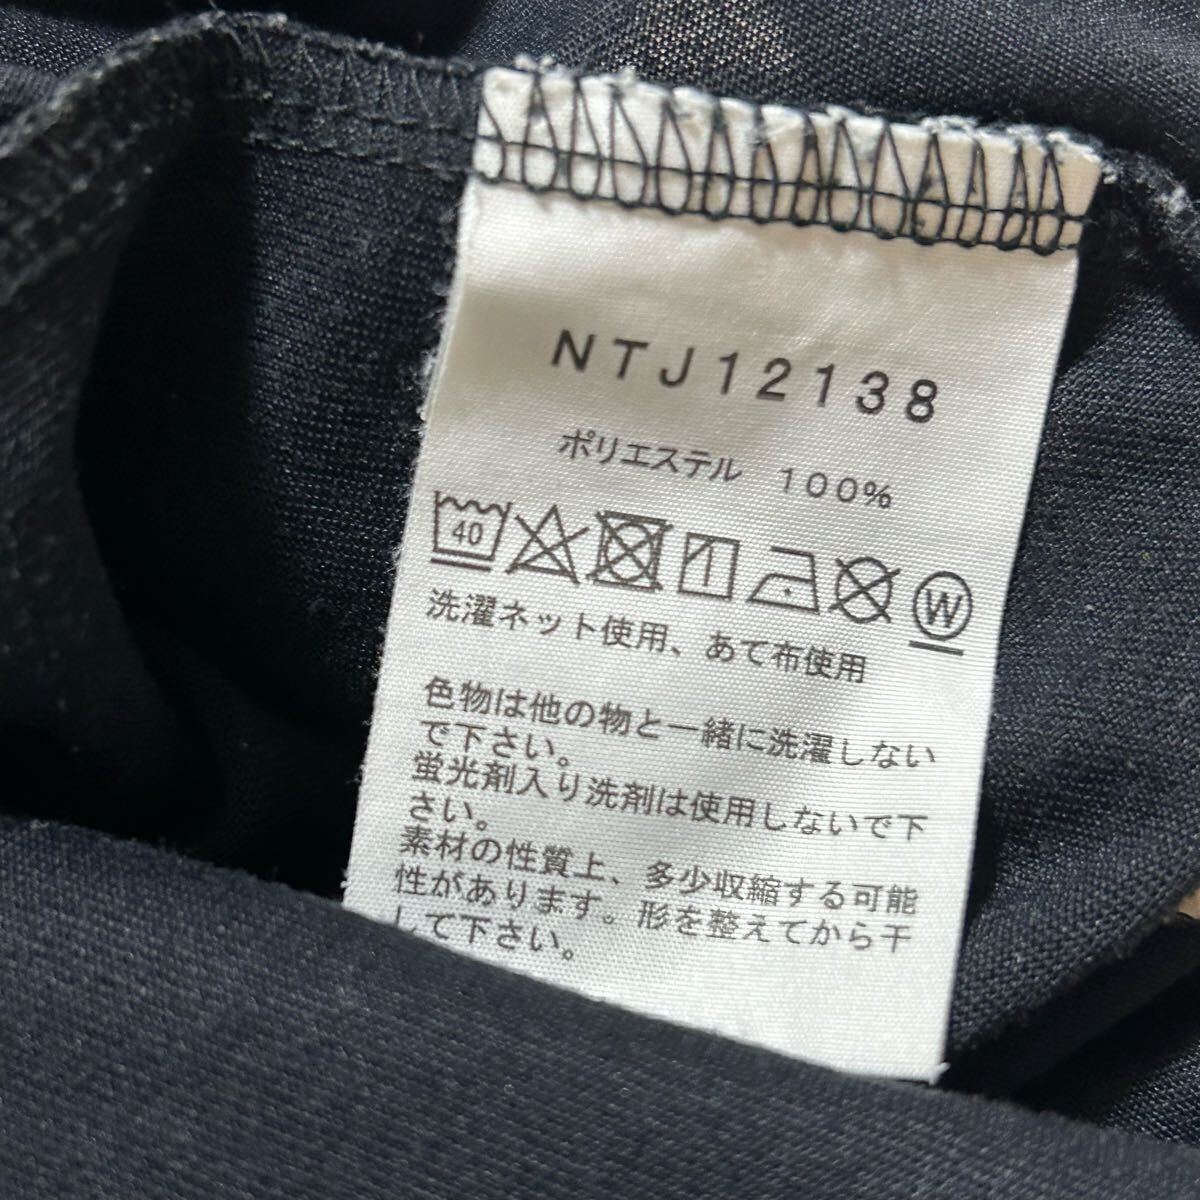 NTJ12138
ポリエステル 100%
40 W
洗濯ネット使用、あて布使用
色物は他の物と一緒に洗濯しない
で下さい。
蛍光剤入り洗剤は使用しないで下
さい。
素材の性質上、多少収縮する可能
性があります。形を整えてから干
して下さい。